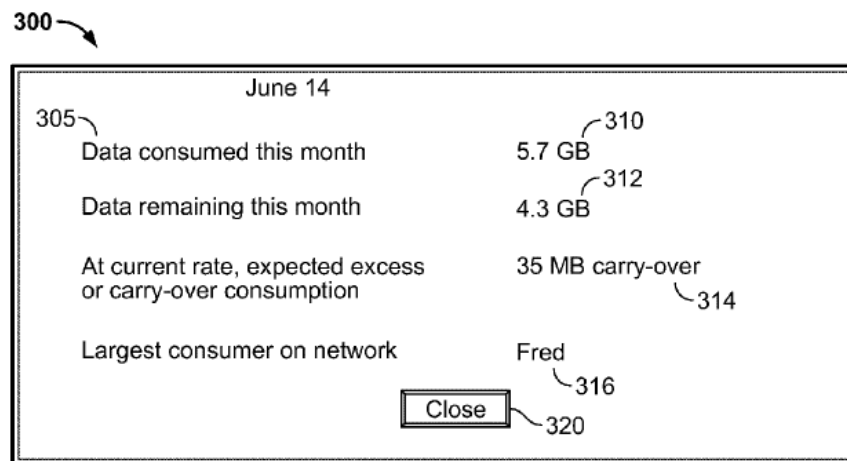 300
June 14
305
310
Data consumed this month 5.7 GB
312
Data remaining this month 4.3 GB
At current rate, expected excess 35 MB carry-over
or carry-over consumption
314
Largest consumer on network Fred
316
Close
320